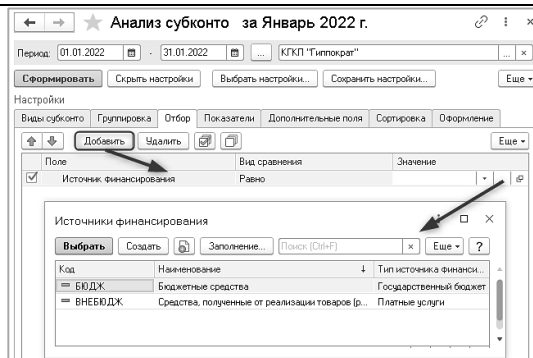 Анализ субконто за Январь 2022 г.
Период: 01.01.2022 - 31.01.2022 ... КГКП "Гиппократ" ... ×
Сформировать Скрыть настройки Выбрать настройки... Сохранить настройки... Еще
Настройки
Виды субконто Группировка Отбор Показатели Дополнительные поля Сортировка Оформление
Добавить Удалить Еще
Поле Вид сравнения Значение
Источник финансирования Равно
Источники финансирования
Выбрать Создать Заполнение... Поиск (Ctrl+F) × Еще ?
Код Наименование ↓ Тип источника финанси...
БЮДЖ Бюджетные средства Государственный бюджет
ВНЕБЮДЖ Средства, полученные от реализации товаров (р... Платные услуги